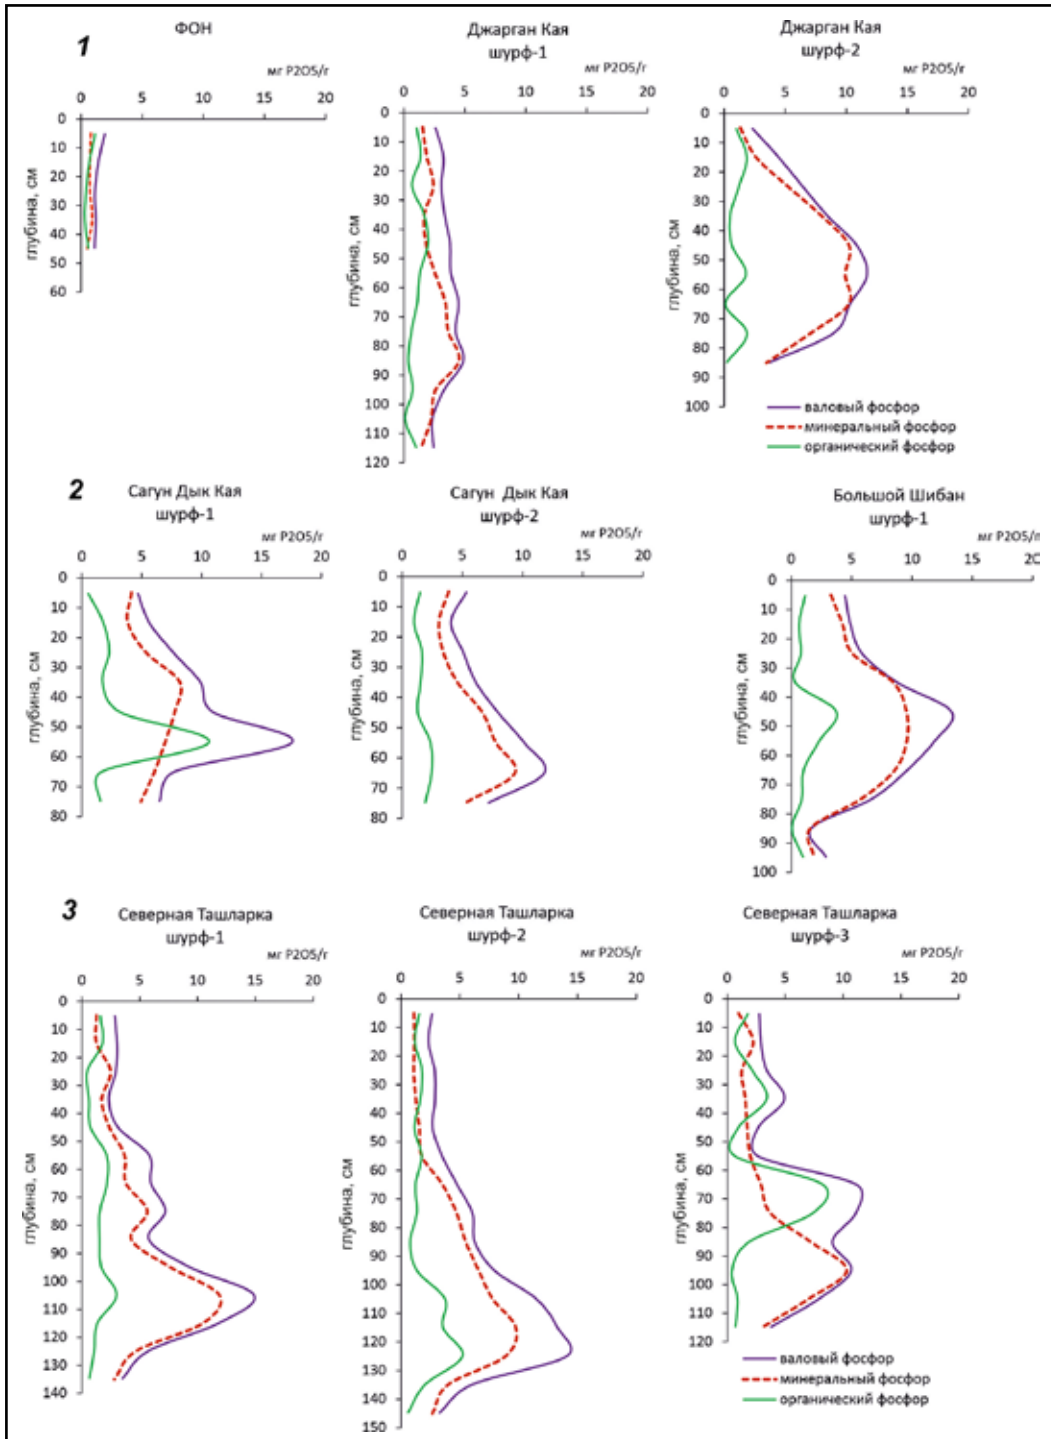 1
ФОН
мг P2O5/г
0 5 10 15 20
глубина, см
0
10
20
30
40
50
60
Джарган Кая
шурф-1
мг P2O5/г
0 5 10 15 20
глубина, см
0
10
20
30
40
50
60
70
80
90
100
110
120
Джарган Кая
шурф-2
мг P2O5/г
0 5 10 15 20
глубина, см
0
10
20
30
40
50
60
70
80
90
100
валовый фосфор
минеральный фосфор
органический фосфор
2
Сагун Дык Кая
шурф-1
мг P2O5/г
0 5 10 15 20
глубина, см
0
10
20
30
40
50
60
70
80
Сагун Дык Кая
шурф-2
мг P2O5/г
0 5 10 15 20
глубина, см
0
10
20
30
40
50
60
70
80
Большой Шибан
шурф-1
мг P2O5/г
0 5 10 15 20
глубина, см
0
10
20
30
40
50
60
70
80
90
100
3
Северная Ташларка
шурф-1
мг P2O5/г
0 5 10 15 20
глубина, см
0
10
20
30
40
50
60
70
80
90
100
110
120
130
140
Северная Ташларка
шурф-2
мг P2O5/г
0 5 10 15 20
глубина, см
0
10
20
30
40
50
60
70
80
90
100
110
120
130
140
150
Северная Ташларка
шурф-3
мг P2O5/г
0 5 10 15 20
глубина, см
0
10
20
30
40
50
60
70
80
90
100
110
120
валовый фосфор
минеральный фосфор
органический фосфор